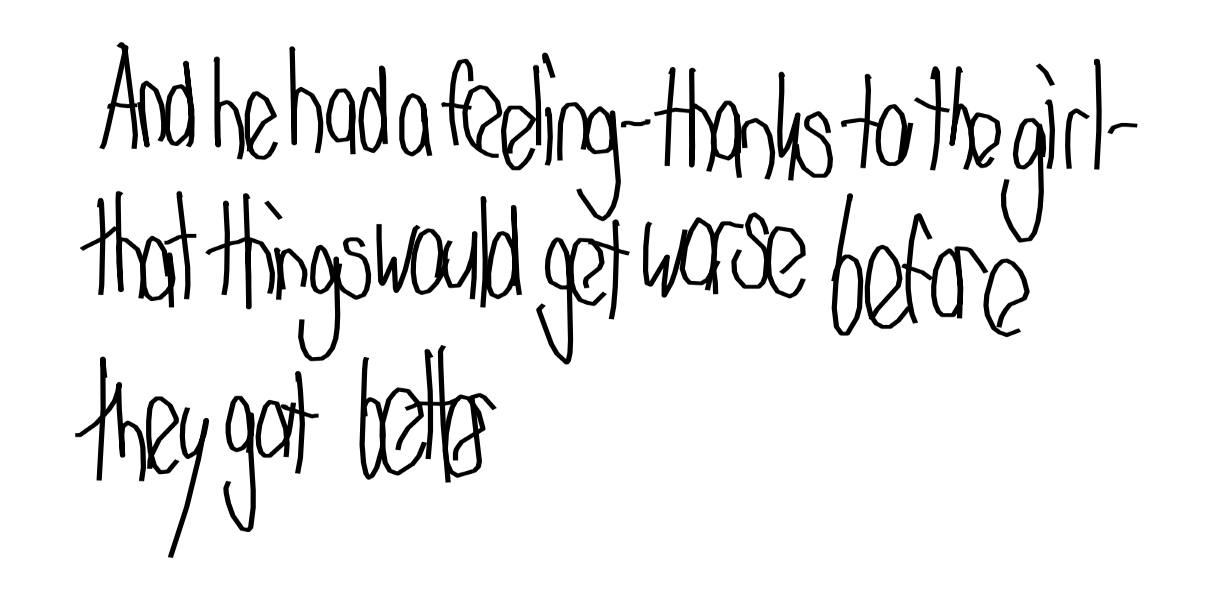 And he had a feeling - thanks to the girl -
that things would get worse before
they got better